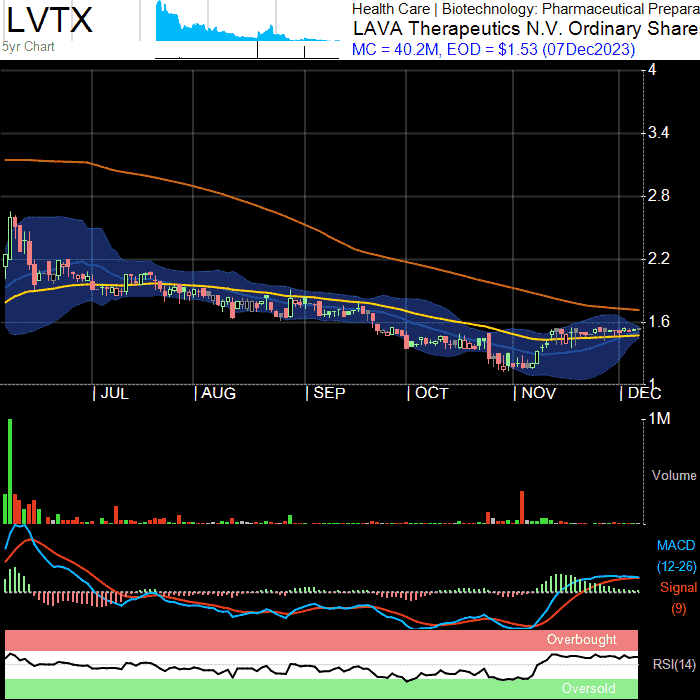 LVTX
5yr Chart
Health Care | Biotechnology: Pharmaceutical Prepara
LAVA Therapeutics N.V. Ordinary Share
MC = 40.2M, EOD = $1.53 (07Dec2023)
4
3.4
2.8
2.2
1.6
1
| JUL | AUG | SEP | OCT | NOV | DEC
1M
Volume
MACD
(12-26)
Signal
(9)
Overbought
RSI(14)
Oversold